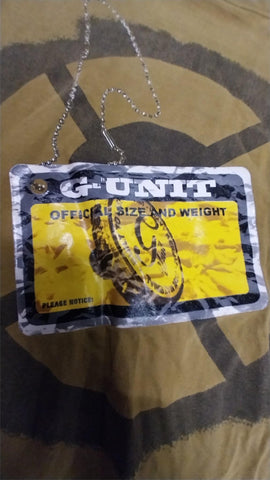 G-UNIT
OFFICIAL SIZE AND WEIGHT
PLEASE NOTICE!